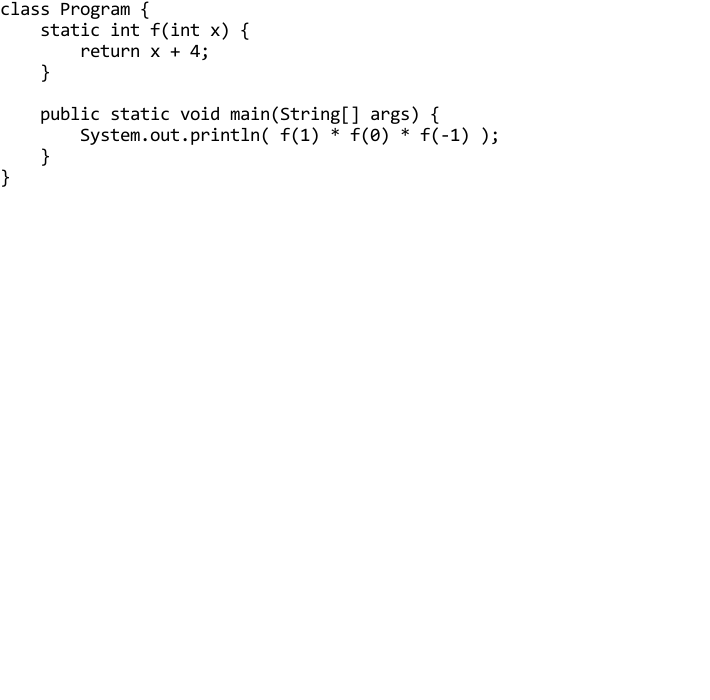 class Program {
    static int f(int x) {
        return x + 4;
    }

    public static void main(String[] args) {
        System.out.println( f(1) * f(0) * f(-1) );
    }
}